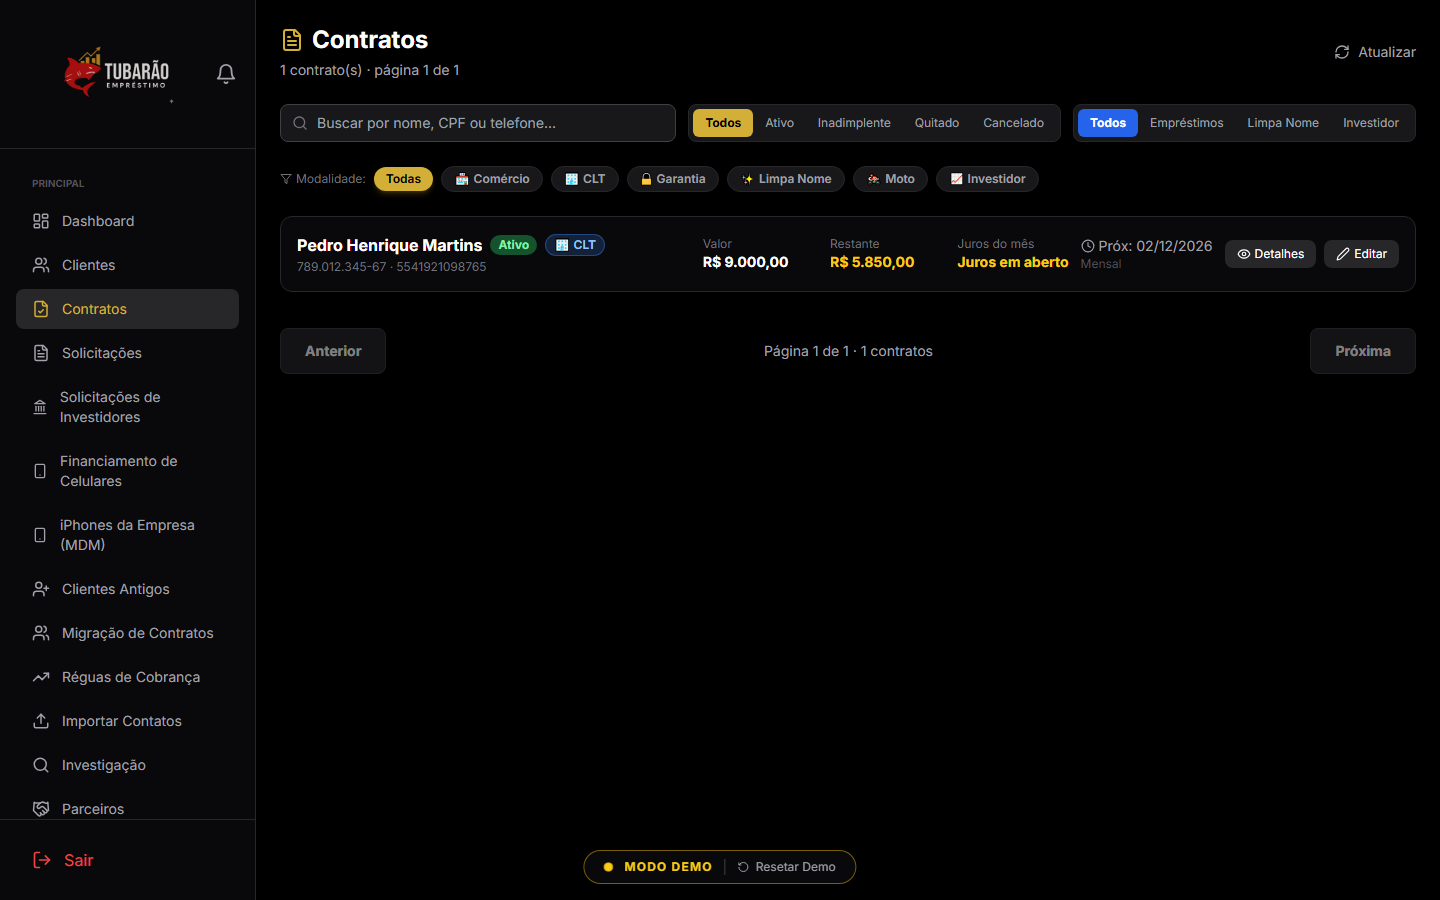 TUBARÃO
EMPRÉSTIMO
PRINCIPAL
Dashboard
Clientes
Contratos
Solicitações
Solicitações de
Investidores
Financiamento de
Celulares
iPhones da Empresa
(MDM)
Clientes Antigos
Migração de Contratos
Réguas de Cobrança
Importar Contatos
Investigação
Parceiros
Sair
Contratos
1 contrato(s) · página 1 de 1
Atualizar
Buscar por nome, CPF ou telefone...
Todos Ativo Inadimplente Quitado Cancelado
Todos Empréstimos Limpa Nome Investidor
Modalidade: Todas Comércio CLT Garantia Limpa Nome Moto Investidor
Pedro Henrique Martins Ativo CLT
789.012.345-67 · 5541921098765
Valor
R$ 9.000,00
Restante
R$ 5.850,00
Juros do mês
Juros em aberto
Próx: 02/12/2026
Mensal
Detalhes
Editar
Anterior
Página 1 de 1 · 1 contratos
Próxima
MODO DEMO
Resetar Demo